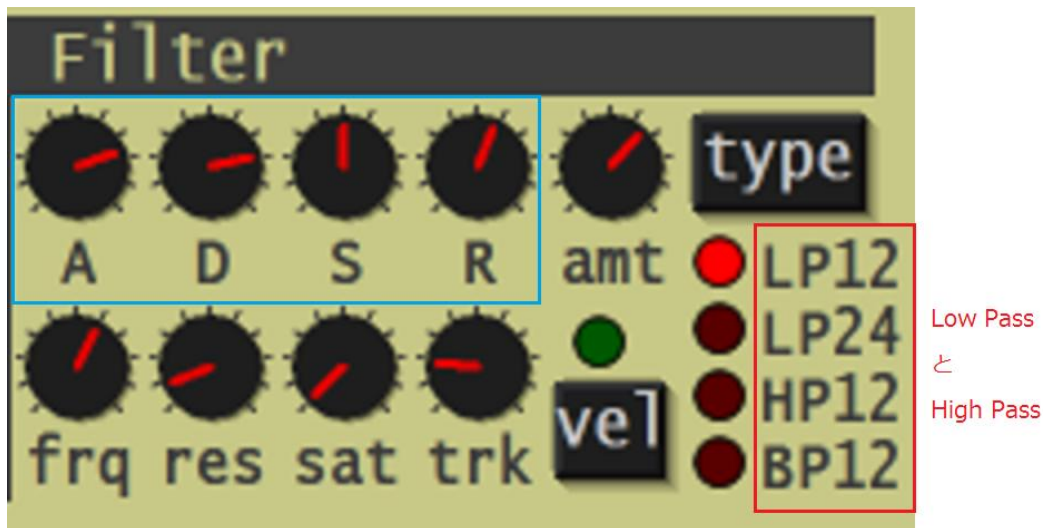 Filter
A D S R amt type
LP12
LP24
HP12
BP12
frq res sat trk vel
Low Pass
と
High Pass